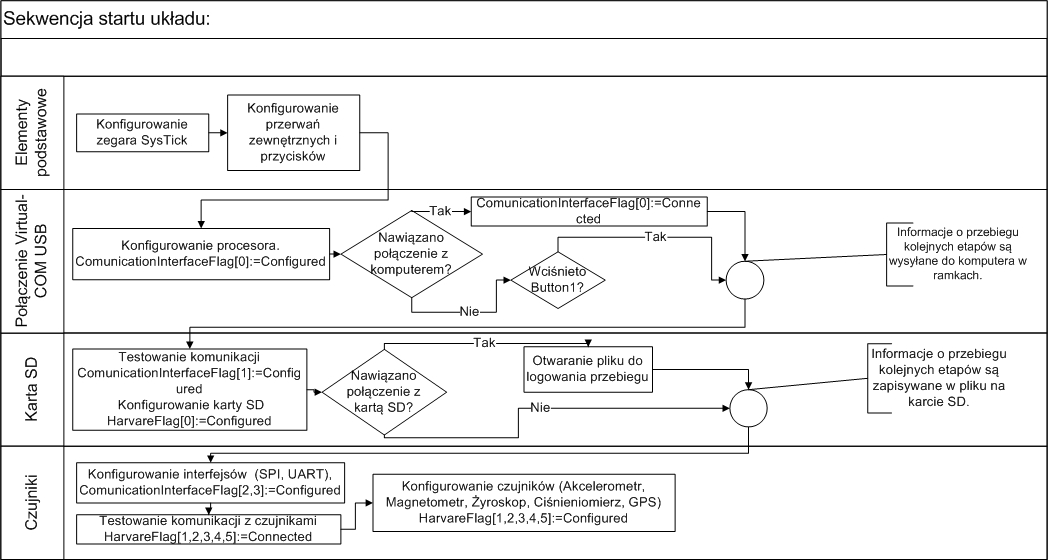 Sekwencja startu układu:
Elementy
podstawowe
Konfigurowanie
zegara SysTick
Konfigurowanie
przerwań
zewnętrznych i
przycisków
Połączenie Virtual-
COM USB
Konfigurowanie procesora.
ComunicationInterfaceFlag[0]:=Configured
Nawiązano
połączenie z
komputerem?
Tak
ComunicationInterfaceFlag[0]:=Conne
cted
Nie
Wciśnieto
Button1?
Tak
Informacje o przebiegu
kolejnych etapów są
wysyłane do komputera w
ramkach.
Karta SD
Testowanie komunikacji
ComunicationInterfaceFlag[1]:=Config
ured
Konfigurowanie karty SD
HarvareFlag[0]:=Configured
Nawiązano
połączenie z
kartą SD?
Tak
Otwaranie pliku do
logowania przebiegu
Nie
Informacje o przebiegu
kolejnych etapów są
zapisywane w pliku na
karcie SD.
Czujniki
Konfigurowanie interfejsów (SPI, UART),
ComunicationInterfaceFlag[2,3]:=Configured
Testowanie komunikacji z czujnikami
HarvareFlag[1,2,3,4,5]:=Connected
Konfigurowanie czujników (Akcelerometr,
Magnetometr, Żyroskop, Ciśnieniomierz, GPS)
HarvareFlag[1,2,3,4,5]:=Configured